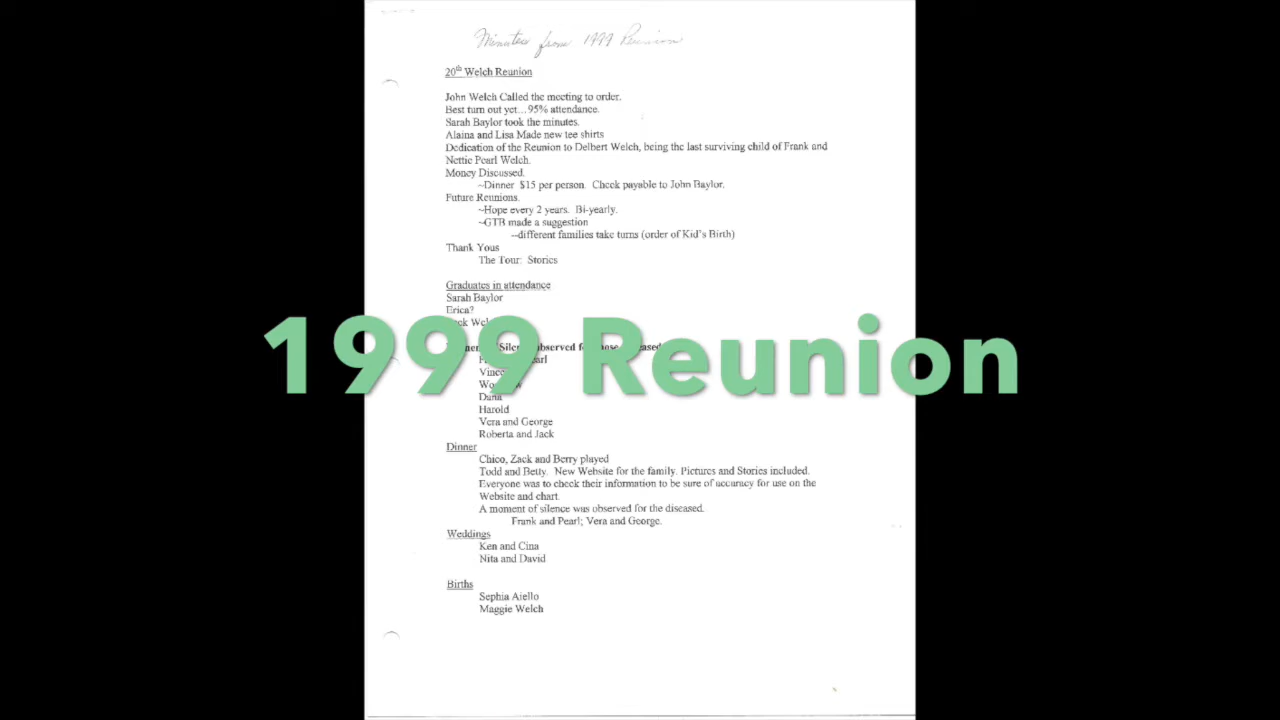 Minutes from 1999 Reunion
20th Welch Reunion
John Welch Called the meeting to order.
Best turn out yet...95% attendance.
Sarah Baylor took the minutes.
Alaina and Lisa Made new tee shirts
Dedication of the Reunion to Delbert Welch, being the last surviving child of Frank and
Nettie Pearl Welch.
Money Discussed.
~Dinner $15 per person. Check payable to John Baylor.
Future Reunions.
~Hope every 2 years. Bi-yearly.
~GTB made a suggestion
--different families take turns (order of Kid's Birth)
Thank Yous
The Tour: Stories
Graduates in attendance
Sarah Baylor
Erica?
1999 Reunion
Dana
Harold
Vera and George
Roberta and Jack
Dinner
Chico, Zack and Berry played
Todd and Betty. New Website for the family. Pictures and Stories included.
Everyone was to check their information to be sure of accuracy for use on the
Website and chart.
A moment of silence was observed for the diseased.
Frank and Pearl; Vera and George.
Weddings
Ken and Cina
Nita and David
Births
Sephia Aiello
Maggie Welch